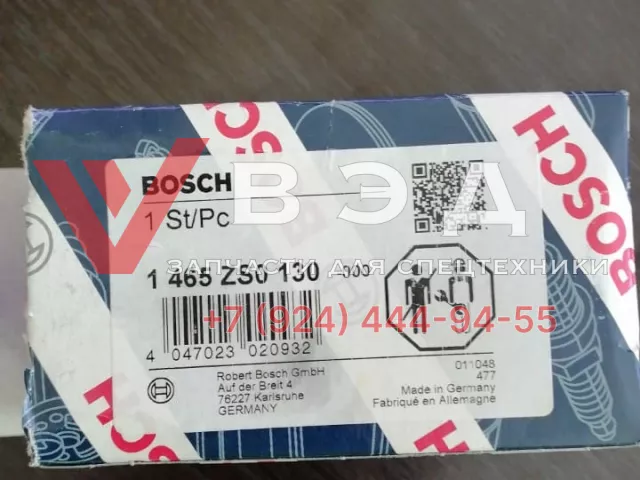 BOSCH
BOSCH
BOSCH
ВЭД
ЗАПЧАСТИ ДЛЯ СПЕЦТЕХНИКИ
+7 (924) 444-94-55
1 St/Pc
1 465 ZS0 130 000
4 047023 020932
Robert Bosch GmbH
Auf der Breit 4
76227 Karlsruhe
GERMANY
011048
477
Made in Germany
Fabriqué en Allemagne